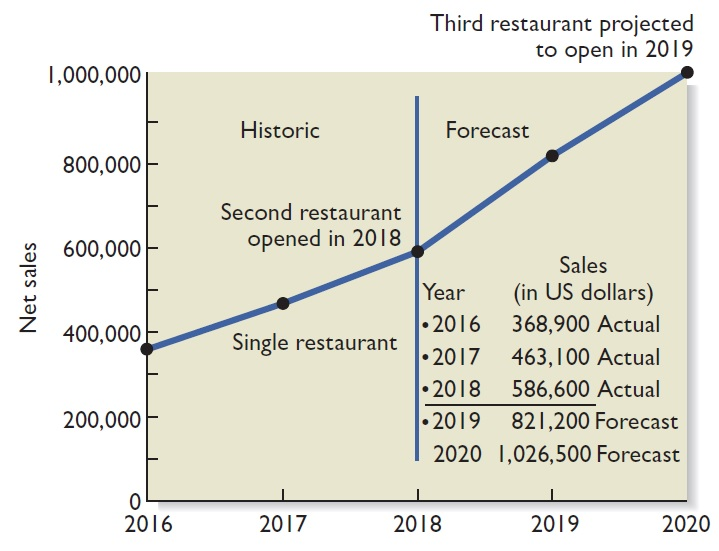 Third restaurant projected
to open in 2019
1,000,000
Historic
Forecast
800,000
Second restaurant
opened in 2018
600,000
Net sales
Sales
Year (in US dollars)
•2016 368,900 Actual
400,000
Single restaurant
•2017 463,100 Actual
•2018 586,600 Actual
200,000
•2019 821,200 Forecast
2020 1,026,500 Forecast
0
2016 2017 2018 2019 2020